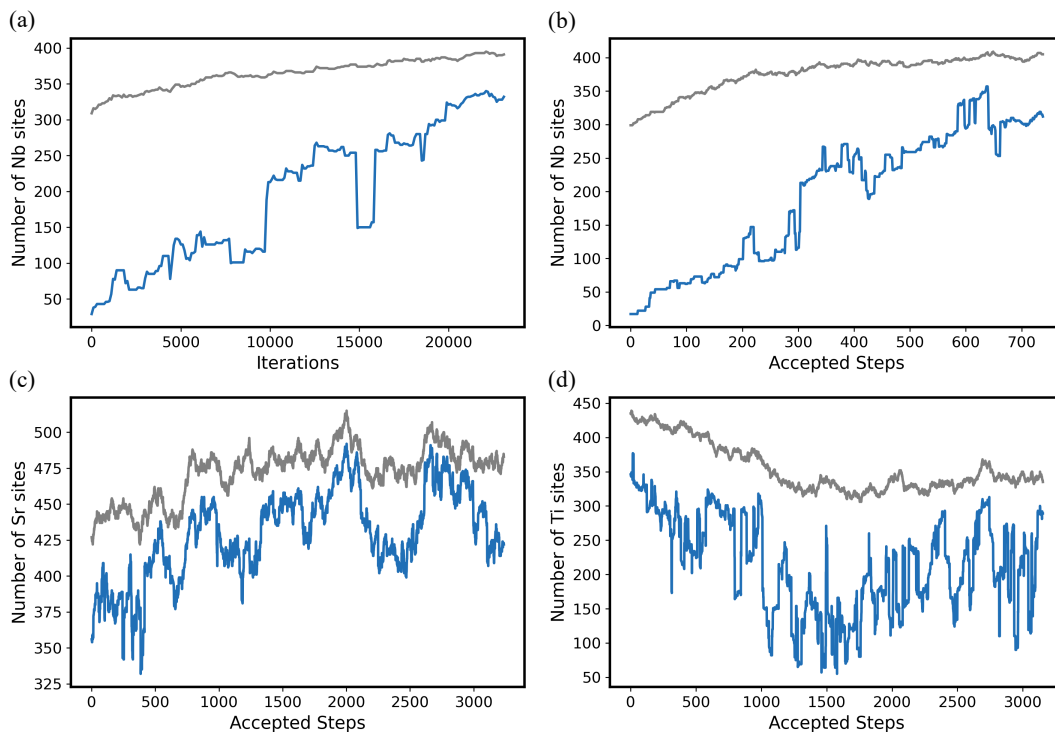 (a)
400
350
300
250
200
150
100
50
Number of Nb sites
0 5000 10000 15000 20000
Iterations
(b)
400
350
300
250
200
150
100
50
0
Number of Nb sites
0 100 200 300 400 500 600 700
Accepted Steps
(c)
500
475
450
425
400
375
350
325
Number of Sr sites
0 500 1000 1500 2000 2500 3000
Accepted Steps
(d)
450
400
350
300
250
200
150
100
50
Number of Ti sites
0 500 1000 1500 2000 2500 3000
Accepted Steps